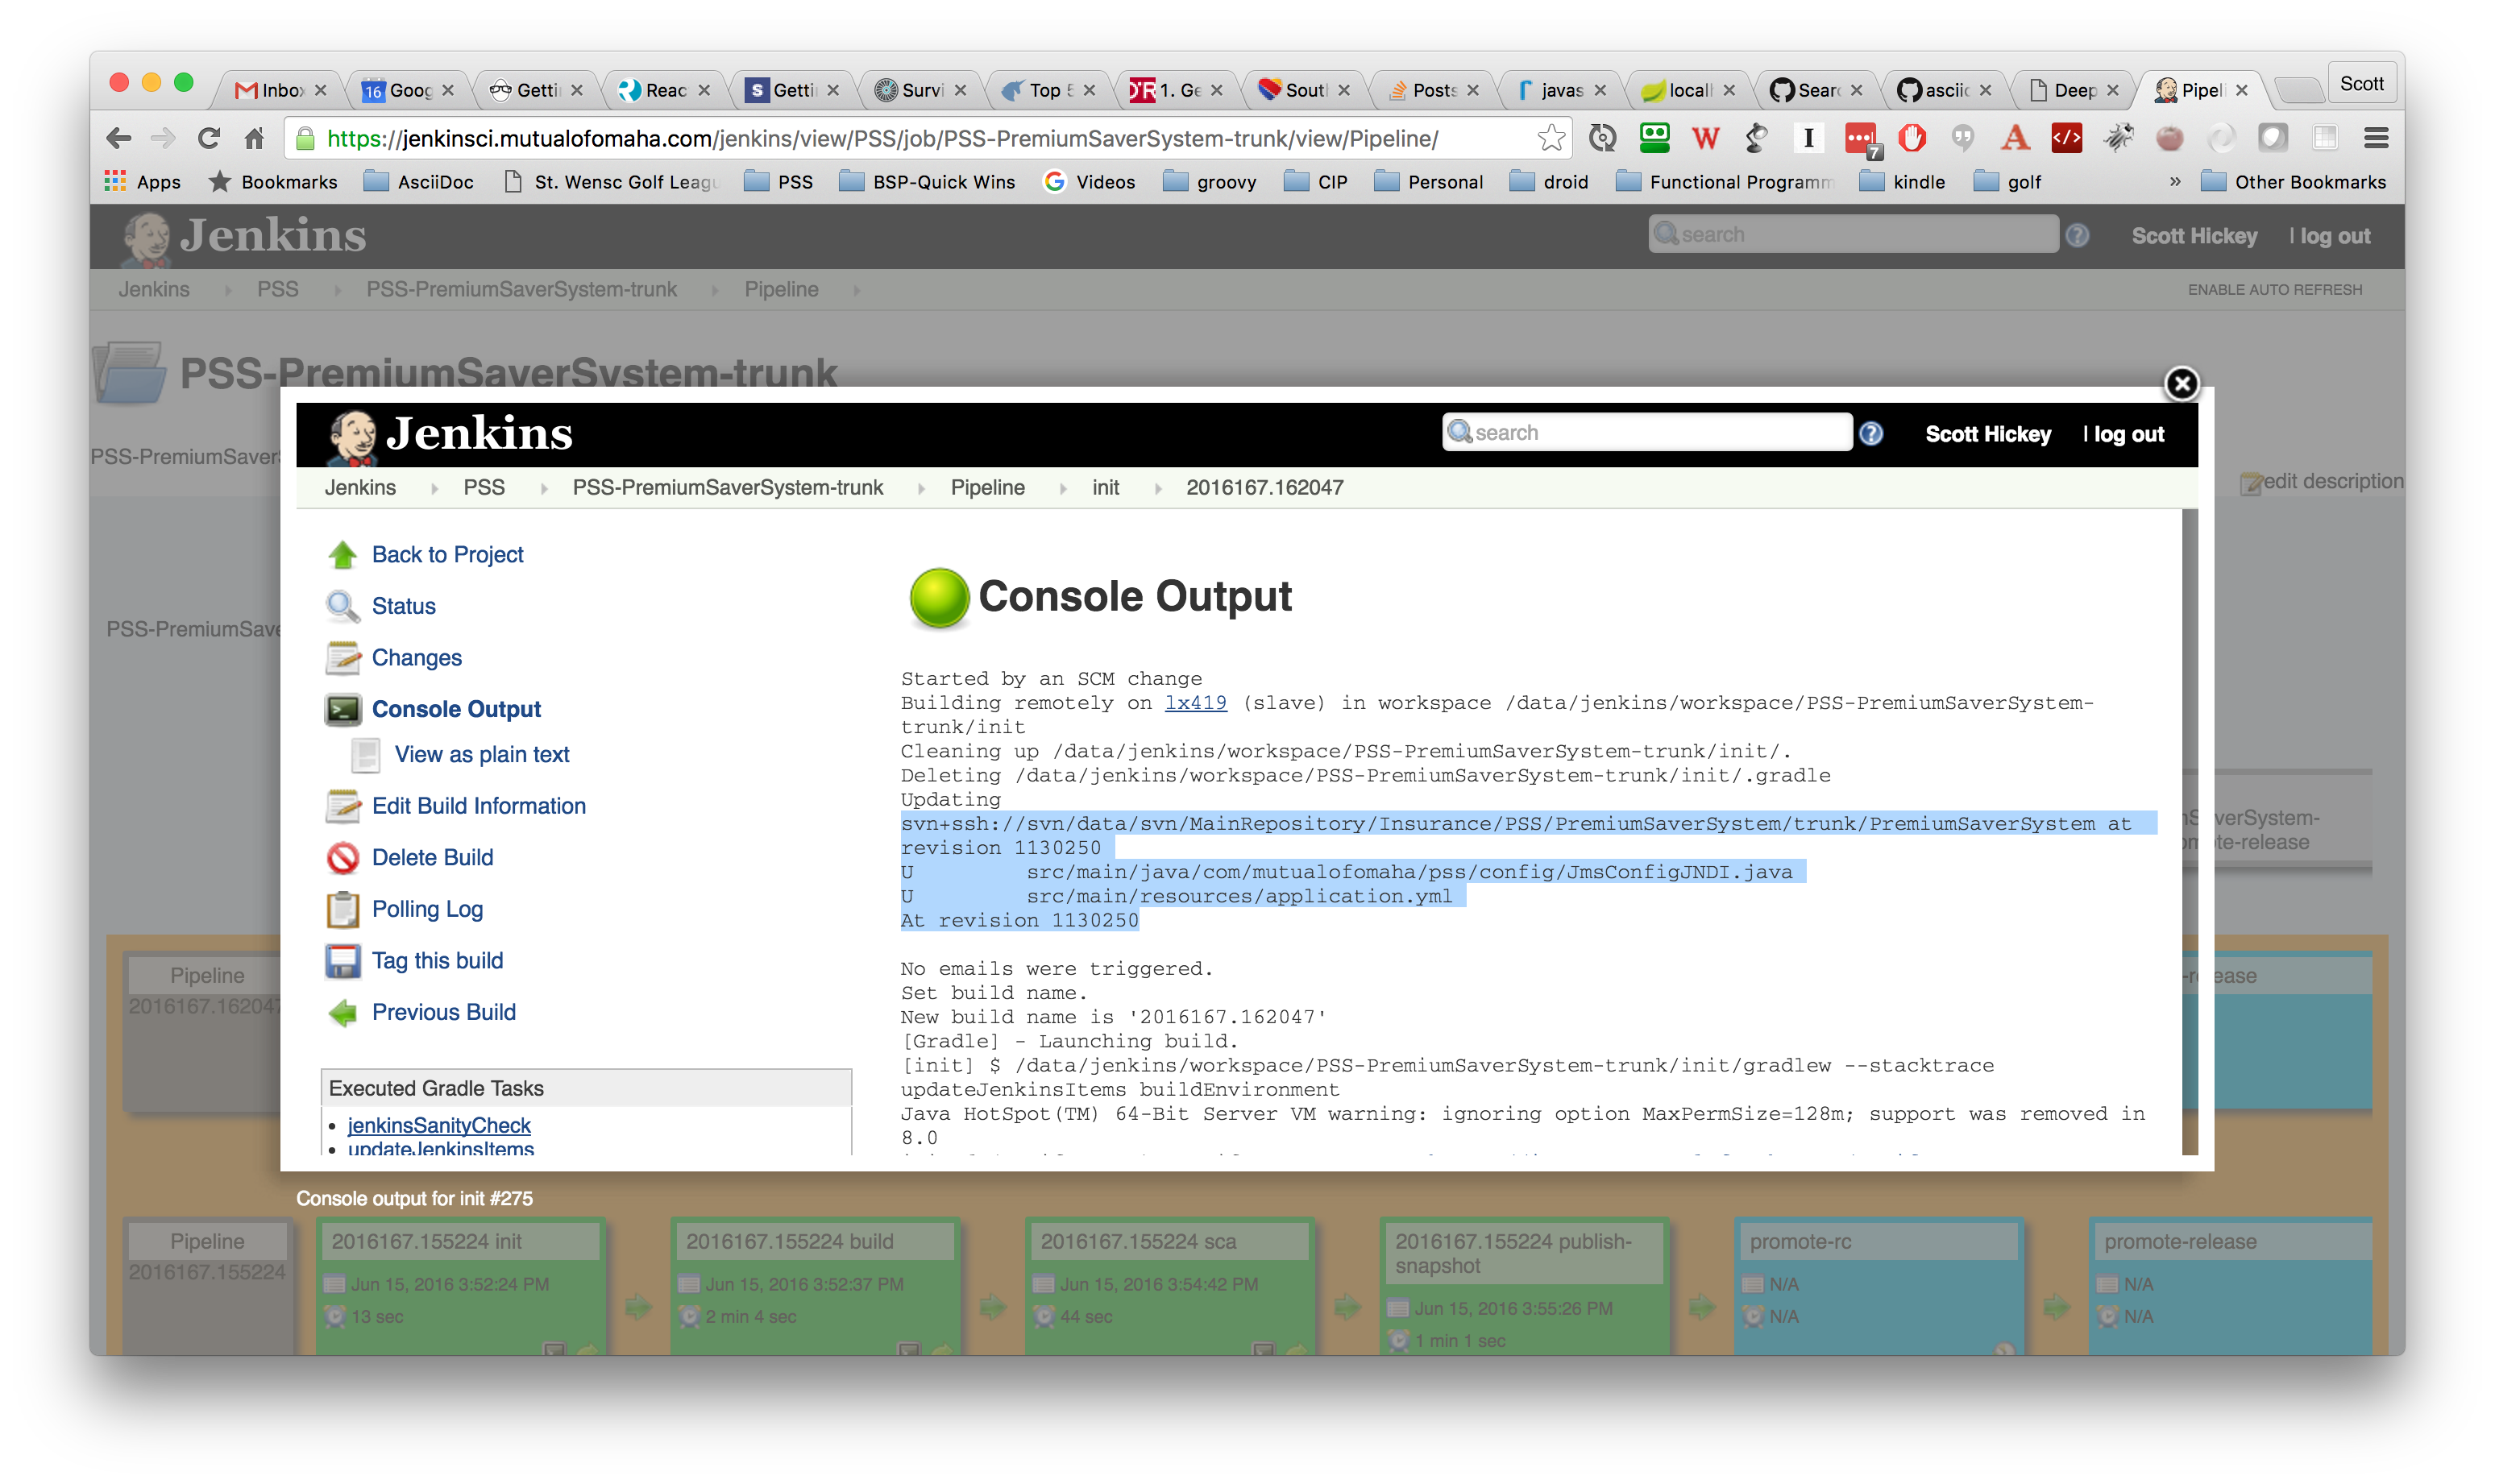 Inbox
Goog
Getti
Reac
Getti
Survi
Top 5
1. Ge
South
Posts
javas
locall
Sear
asciid
Deep
Pipeli
Scott
https://jenkinsci.mutualofomaha.com/jenkins/view/PSS/job/PSS-PremiumSaverSystem-trunk/view/Pipeline/
7
Apps
Bookmarks
AsciiDoc
St. Wensc Golf Leagu
PSS
BSP-Quick Wins
Videos
groovy
CIP
Personal
droid
Functional Programm
kindle
golf
»
Other Bookmarks
Jenkins
search
Scott Hickey
| log out
Jenkins
PSS
PSS-PremiumSaverSystem-trunk
Pipeline
ENABLE AUTO REFRESH
PSS-PremiumSaverSystem-trunk
PSS-PremiumSaver
edit description
PSS-PremiumSave
Jenkins
search
Scott Hickey
| log out
Jenkins
PSS
PSS-PremiumSaverSystem-trunk
Pipeline
init
2016167.162047
Back to Project
Status
Changes
Console Output
View as plain text
Edit Build Information
Delete Build
Polling Log
Tag this build
Previous Build
Executed Gradle Tasks
jenkinsSanityCheck
updateJenkinsItems
Console Output
Started by an SCM change
Building remotely on lx419 (slave) in workspace /data/jenkins/workspace/PSS-PremiumSaverSystem-
trunk/init
Cleaning up /data/jenkins/workspace/PSS-PremiumSaverSystem-trunk/init/.
Deleting /data/jenkins/workspace/PSS-PremiumSaverSystem-trunk/init/.gradle
Updating
svn+ssh://svn/data/svn/MainRepository/Insurance/PSS/PremiumSaverSystem/trunk/PremiumSaverSystem at
revision 1130250
U         src/main/java/com/mutualofomaha/pss/config/JmsConfigJNDI.java
U         src/main/resources/application.yml
At revision 1130250
No emails were triggered.
Set build name.
New build name is '2016167.162047'
[Gradle] - Launching build.
[init] $ /data/jenkins/workspace/PSS-PremiumSaverSystem-trunk/init/gradlew --stacktrace
updateJenkinsItems buildEnvironment
Java HotSpot(TM) 64-Bit Server VM warning: ignoring option MaxPermSize=128m; support was removed in
8.0
verSystem-
te-release
Pipeline
2016167.162047
ease
Console output for init #275
Pipeline
2016167.155224
2016167.155224 init
Jun 15, 2016 3:52:24 PM
13 sec
2016167.155224 build
Jun 15, 2016 3:52:37 PM
2 min 4 sec
2016167.155224 sca
Jun 15, 2016 3:54:42 PM
44 sec
2016167.155224 publish-
snapshot
Jun 15, 2016 3:55:26 PM
1 min 1 sec
promote-rc
N/A
N/A
promote-release
N/A
N/A